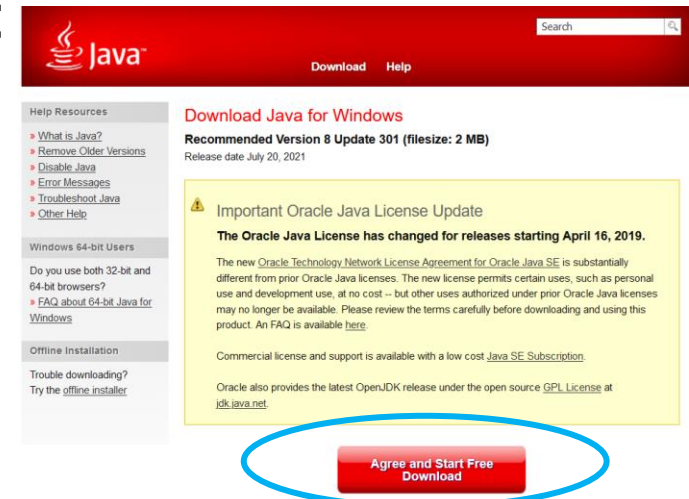 Java™
Search
Download Help
Help Resources
» What is Java?
» Remove Older Versions
» Disable Java
» Error Messages
» Troubleshoot Java
» Other Help
Windows 64-bit Users
Do you use both 32-bit and
64-bit browsers?
» FAQ about 64-bit Java for
Windows
Offline Installation
Trouble downloading?
Try the offline installer
Download Java for Windows
Recommended Version 8 Update 301 (filesize: 2 MB)
Release date July 20, 2021
Important Oracle Java License Update
The Oracle Java License has changed for releases starting April 16, 2019.
The new Oracle Technology Network License Agreement for Oracle Java SE is substantially
different from prior Oracle Java licenses. The new license permits certain uses, such as personal
use and development use, at no cost -- but other uses authorized under prior Oracle Java licenses
may no longer be available. Please review the terms carefully before downloading and using this
product. An FAQ is available here.
Commercial license and support is available with a low cost Java SE Subscription.
Oracle also provides the latest OpenJDK release under the open source GPL License at
jdk.java.net.
Agree and Start Free
Download